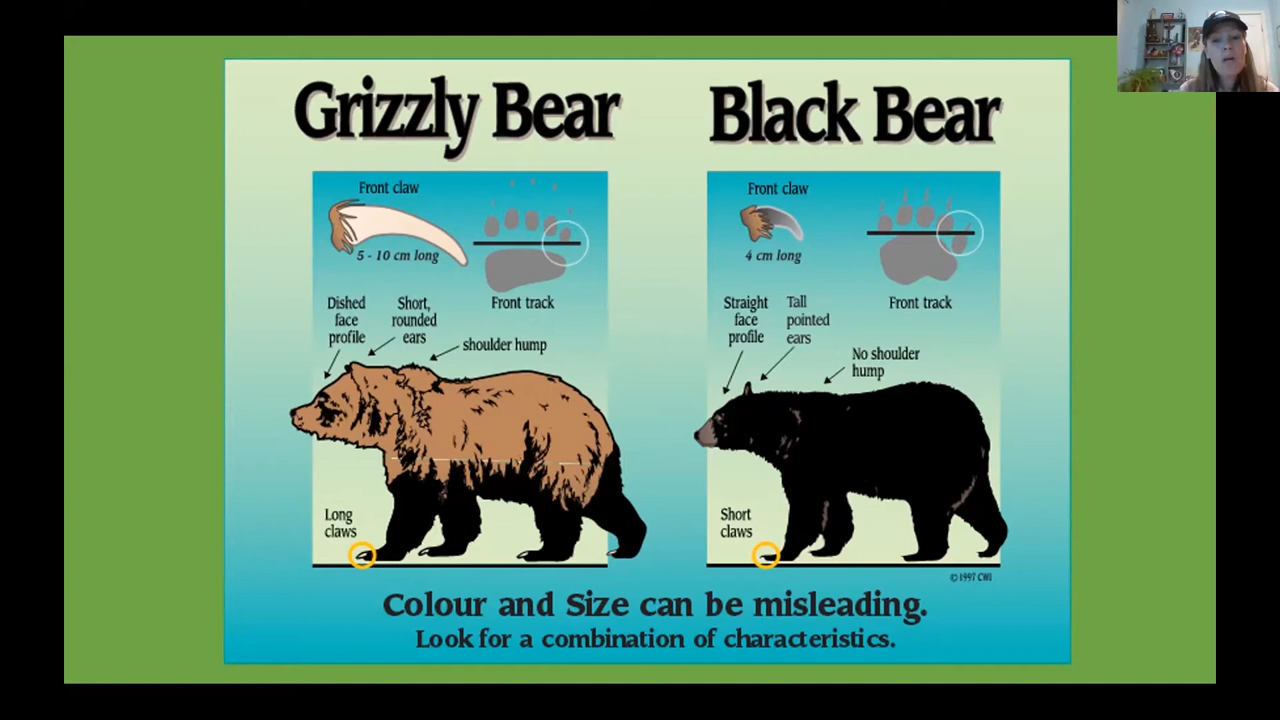 Grizzly Bear
Front claw
5 - 10 cm long
Front track
Dished
face
profile
Short,
rounded
ears
shoulder hump
Long
claws
Black Bear
Front claw
4 cm long
Front track
Straight
face
profile
Tall
pointed
ears
No shoulder
hump
Short
claws
© 1997 CWI
Colour and Size can be misleading.
Look for a combination of characteristics.